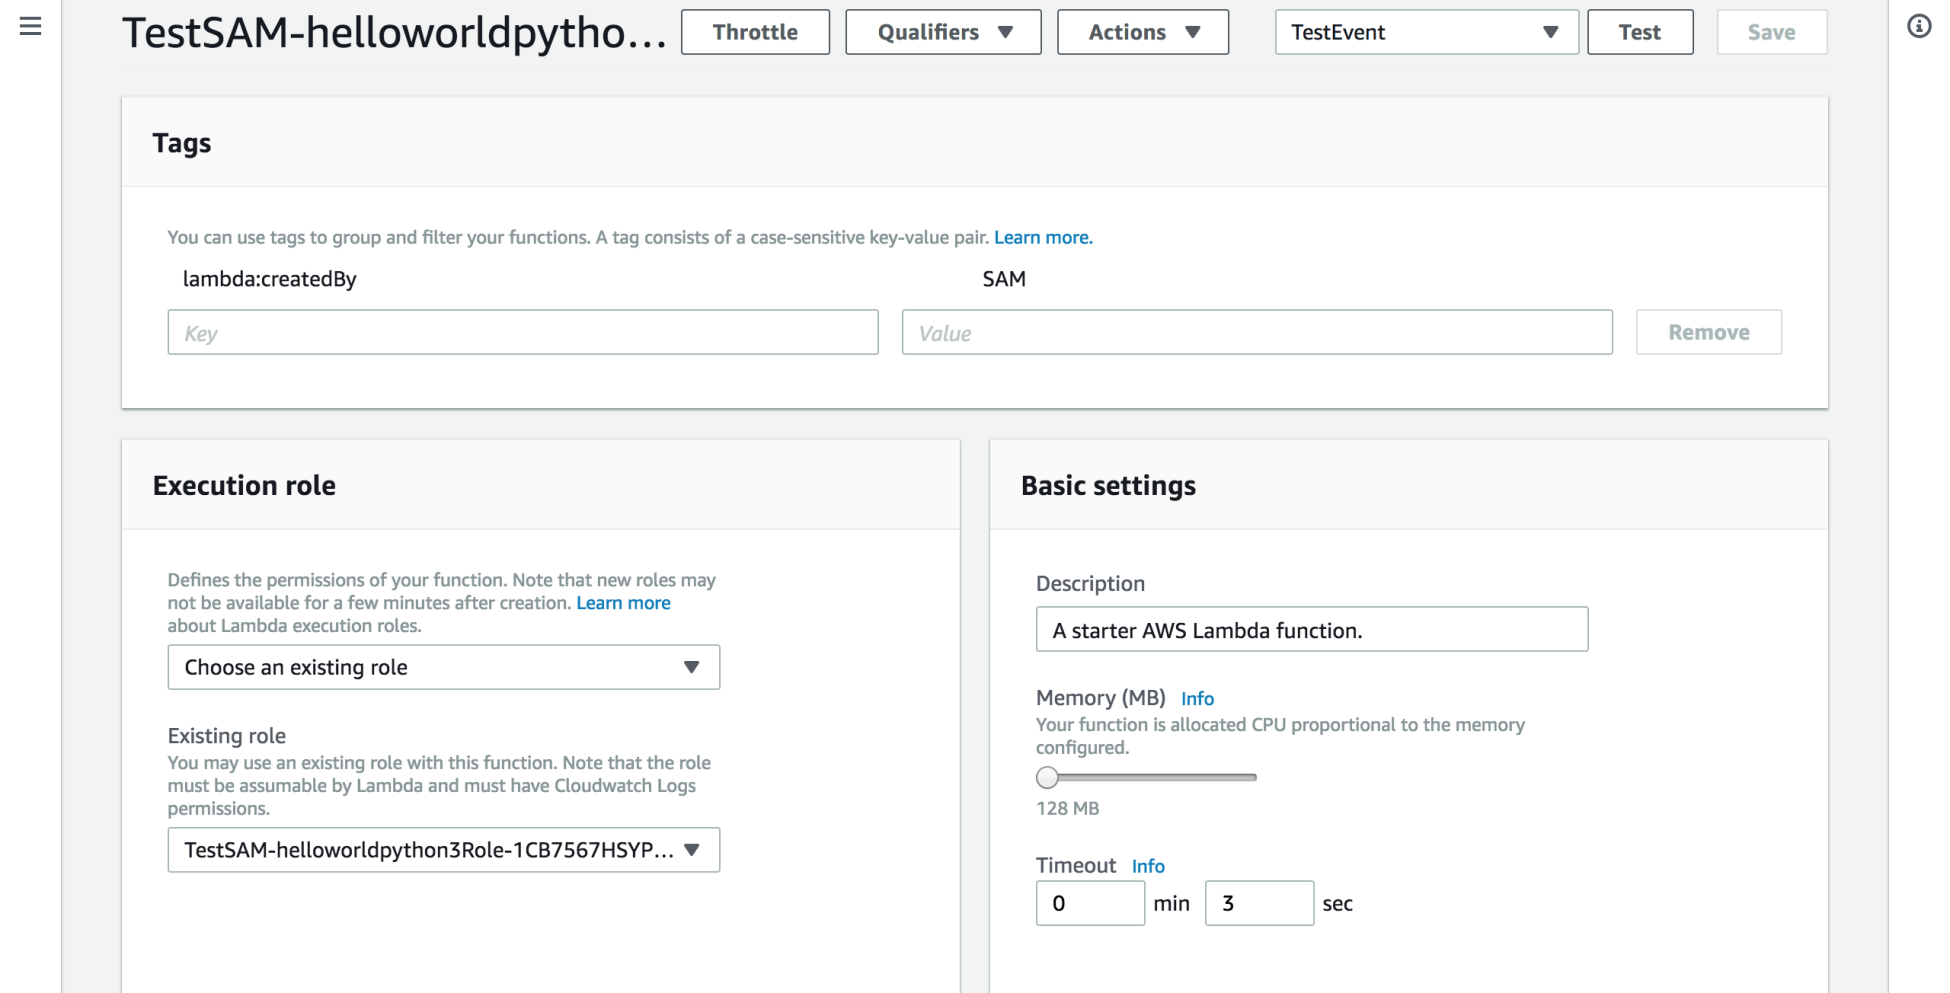 TestSAM-helloworldpytho... Throttle Qualifiers Actions TestEvent Test Save
Tags
You can use tags to group and filter your functions. A tag consists of a case-sensitive key-value pair. Learn more.
lambda:createdBy SAM
Key Value Remove
Execution role
Defines the permissions of your function. Note that new roles may
not be available for a few minutes after creation. Learn more
about Lambda execution roles.
Choose an existing role
Existing role
You may use an existing role with this function. Note that the role
must be assumable by Lambda and must have Cloudwatch Logs
permissions.
TestSAM-helloworldpython3Role-1CB7567HSYP...
Basic settings
Description
A starter AWS Lambda function.
Memory (MB) Info
Your function is allocated CPU proportional to the memory
configured.
128 MB
Timeout Info
0 min 3 sec